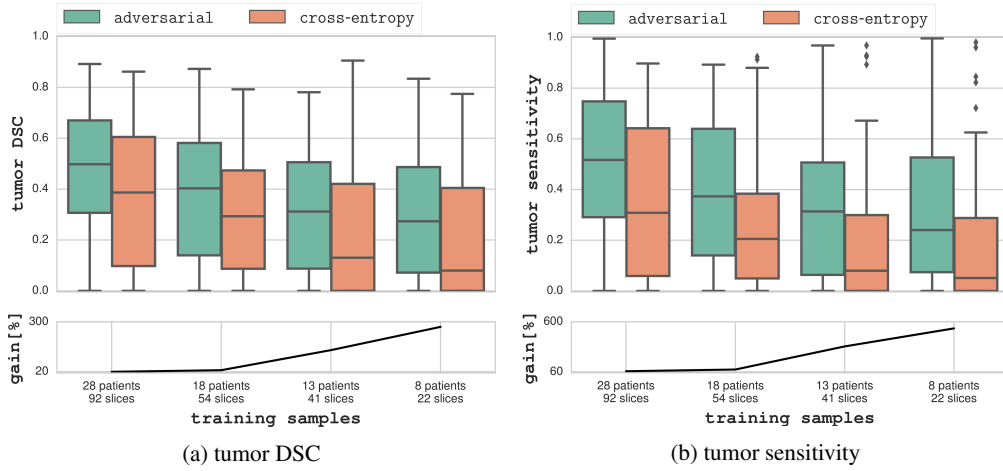 adversarial cross-entropy
tumor DSC
1.0
0.8
0.6
0.4
0.2
0.0
gain[%]
300
20
28 patients 18 patients 13 patients 8 patients
92 slices 54 slices 41 slices 22 slices
training samples
(a) tumor DSC
adversarial cross-entropy
tumor sensitivity
1.0
0.8
0.6
0.4
0.2
0.0
gain[%]
600
60
28 patients 18 patients 13 patients 8 patients
92 slices 54 slices 41 slices 22 slices
training samples
(b) tumor sensitivity